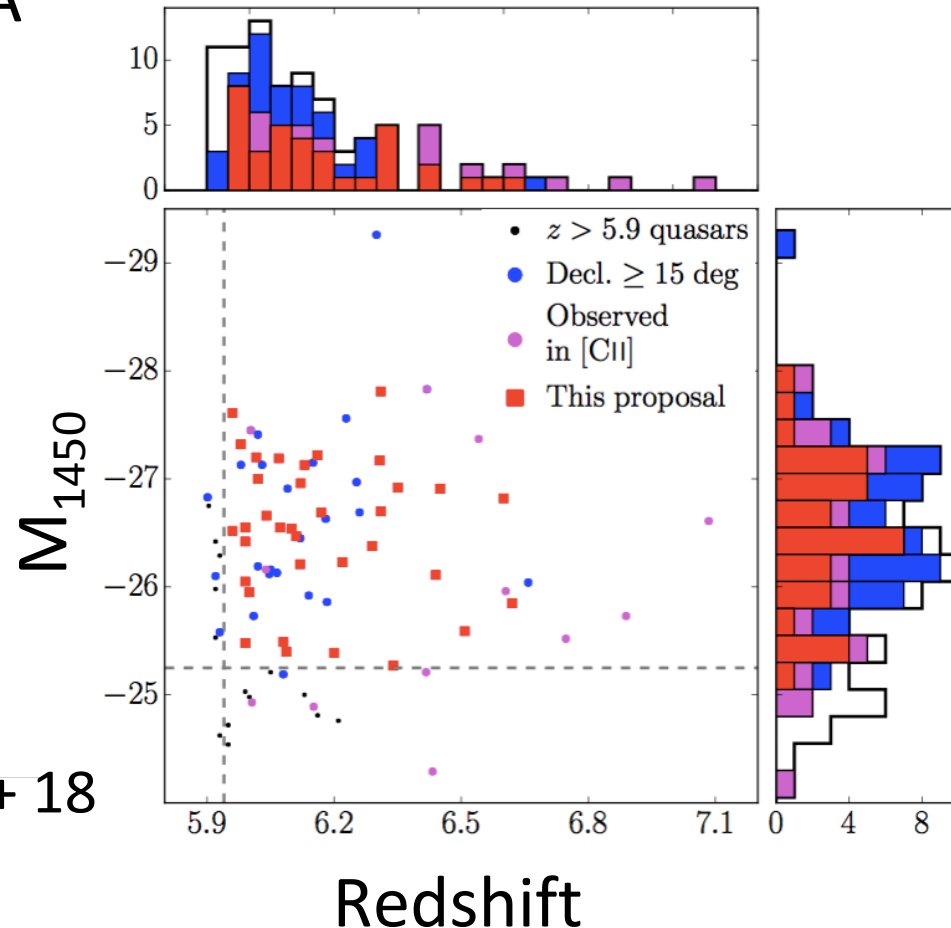 A
10
5
0
z > 5.9 quasars
Decl. ≥ 15 deg
Observed
in [CII]
This proposal
−29
−28
−27
−26
−25
M1450
+ 18
5.9 6.2 6.5 6.8 7.1
0 4 8
Redshift